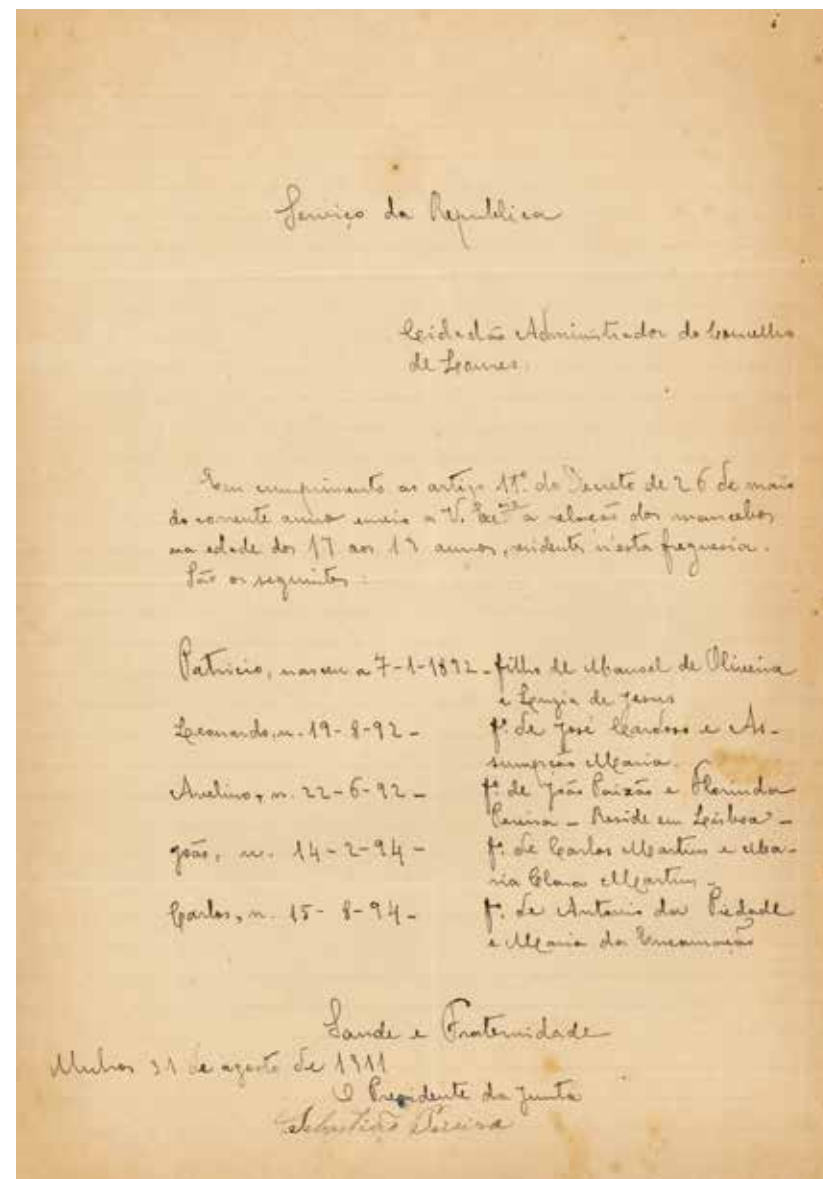 Serviço da Republica
Cidadão Administrador do Concelho
de Loures.
Em cumprimento ao artigo 11º do Decreto de 26 de maio
do corrente anno envio a V. Exª a relação dos mancebos
na edade dos 17 aos 19 annos, residentes n'esta freguesia.
São os seguintes:
Patricio, nasceu a 7-1-1892 - filho de Manoel de Oliveira
e Luzia de Jesus
Leonardo, n. 19-8-92 - fº de José Cardoso e As-
sumpção Maria.
Avelino, n. 22-6-92 - fº de João Paixão e Florinda
Pereira - Reside em Lisboa -
João, n. 14-2-94 - fº de Carlos Martins e Ma-
ria Clara Martins -
Carlos, n. 15-8-94 - fº de Antonio da Piedade
e Maria da Encarnação
Saude e Fraternidade
31 de agosto de 1911
O Presidente da Junta
Sebastião Pereira